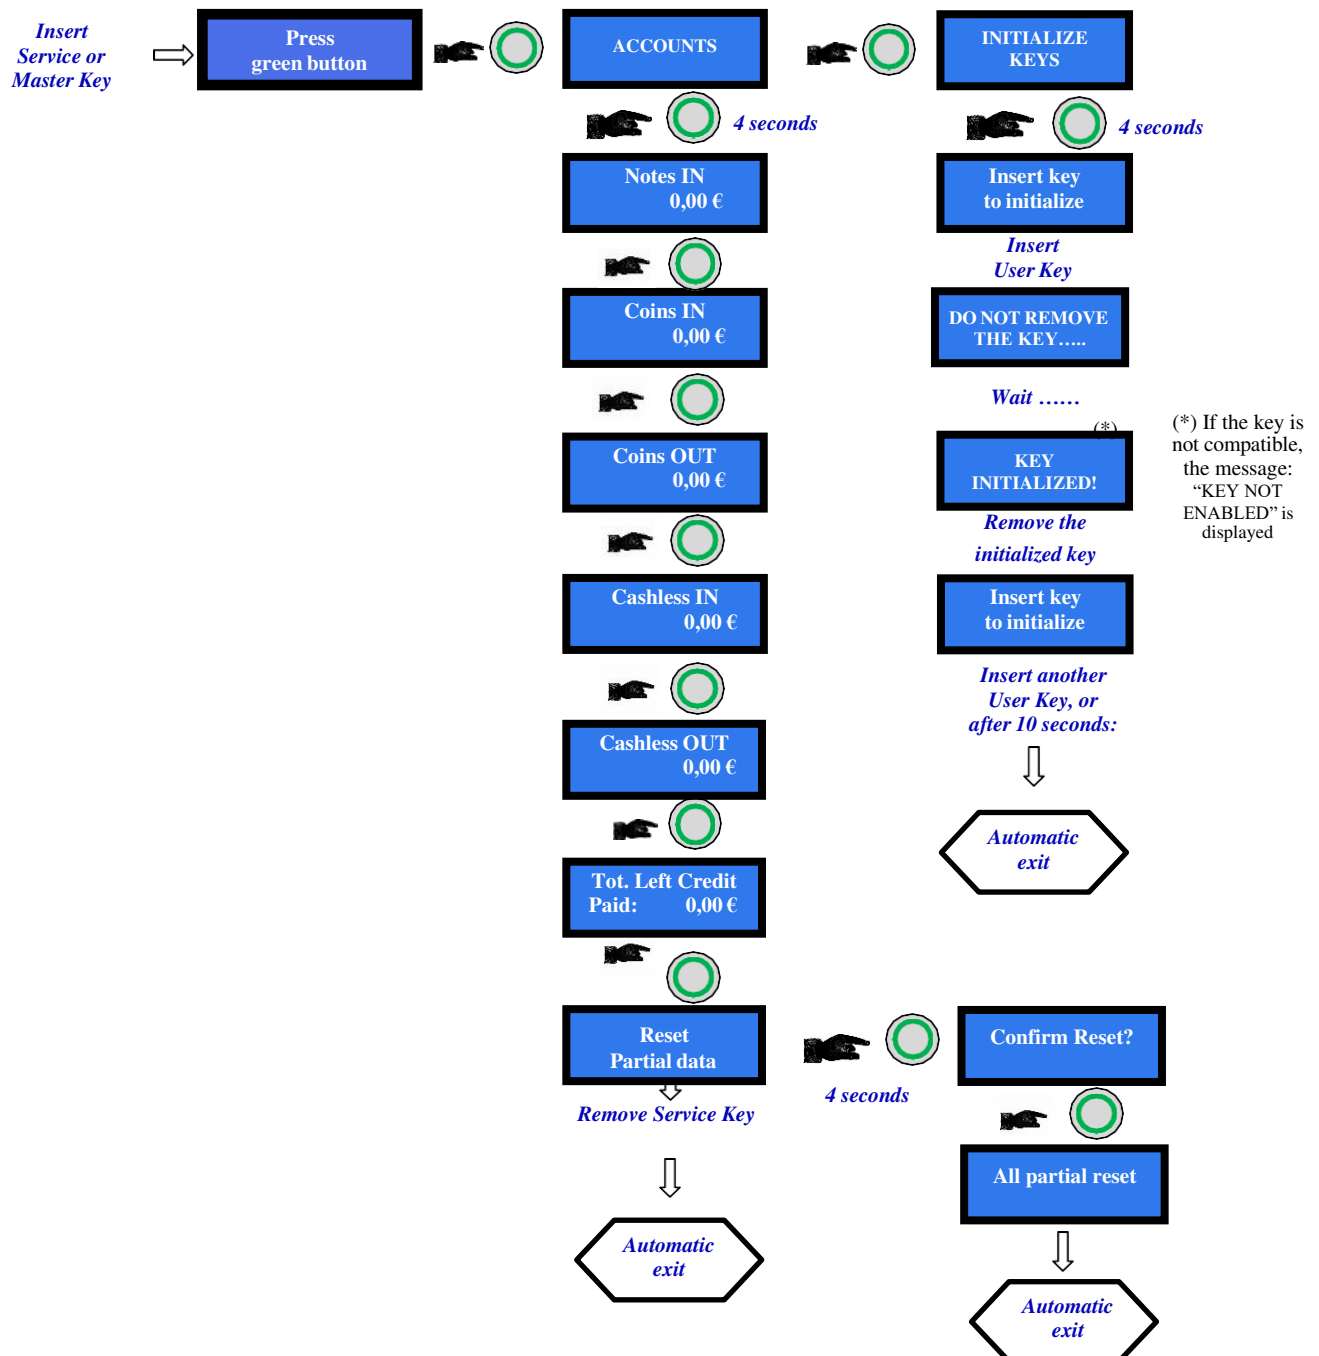 Insert
Service or
Master Key
Press
green button
ACCOUNTS
INITIALIZE
KEYS
4 seconds
4 seconds
Notes IN
0,00 €
Insert key
to initialize
Insert
User Key
Coins IN
0,00 €
DO NOT REMOVE
THE KEY.....
Wait ......
(*)
Coins OUT
0,00 €
KEY
INITIALIZED!
(*) If the key is
not compatible,
the message:
“KEY NOT
ENABLED” is
displayed
Remove the
initialized key
Cashless IN
0,00 €
Insert key
to initialize
Insert another
User Key, or
after 10 seconds:
Cashless OUT
0,00 €
Automatic
exit
Tot. Left Credit
Paid: 0,00 €
Reset
Partial data
4 seconds
Confirm Reset?
Remove Service Key
All partial reset
Automatic
exit
Automatic
exit